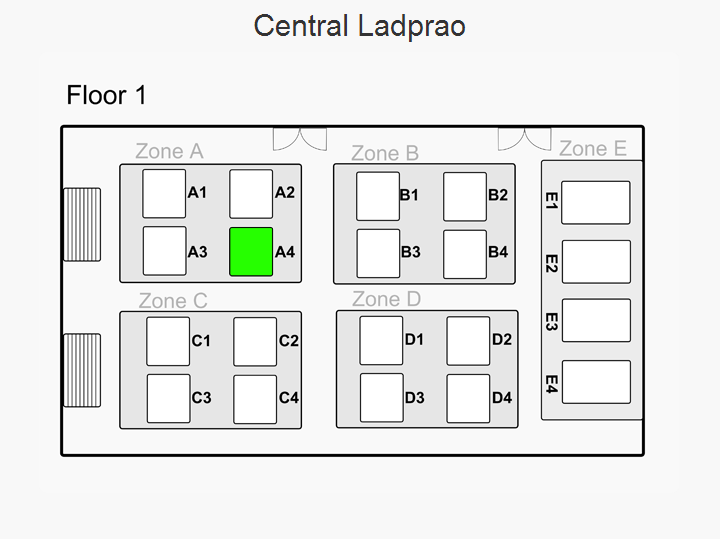 Central Ladprao
Floor 1
Zone A
Zone B
Zone E
A1
A2
A3
A4
B1
B2
B3
B4
E1
E2
E3
E4
Zone C
Zone D
C1
C2
C3
C4
D1
D2
D3
D4